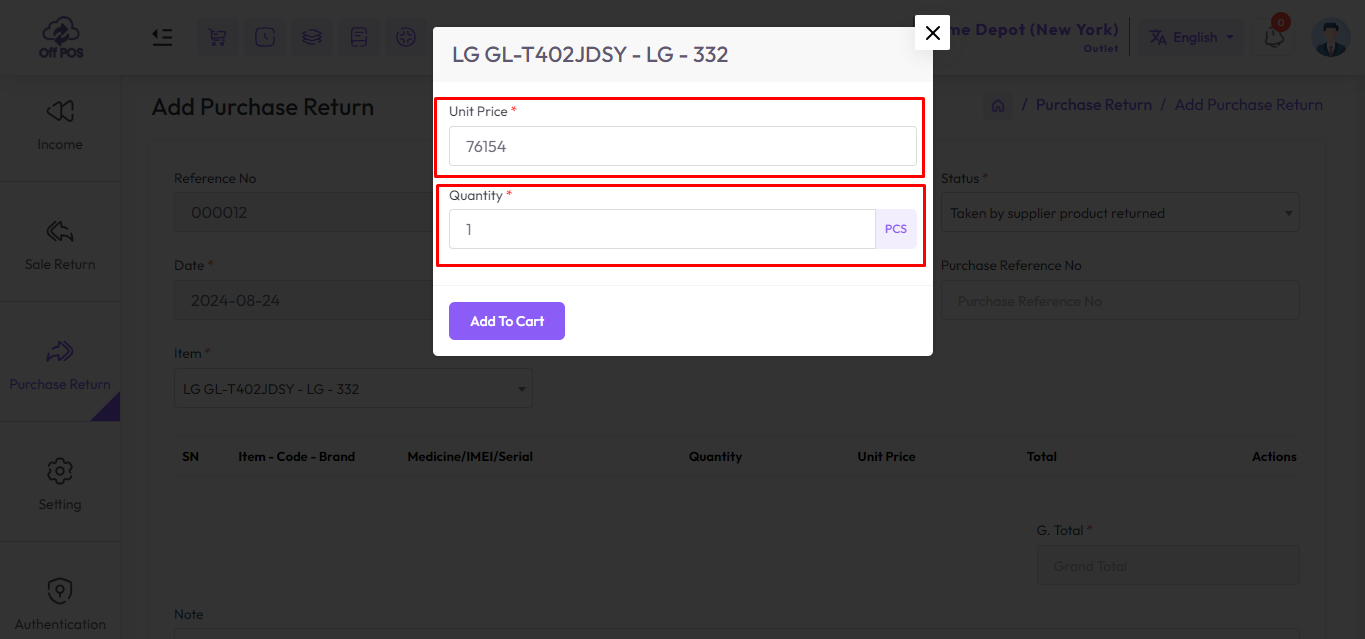 Off POS
me Depot (New York)
Outlet
English
0
LG GL-T402JDSY - LG - 332
Unit Price *
76154
Quantity *
1
PCS
Add To Cart
Income
Sale Return
Purchase Return
Setting
Authentication
Add Purchase Return
/ Purchase Return / Add Purchase Return
Reference No
000012
Status *
Taken by supplier product returned
Date *
2024-08-24
Purchase Reference No
Purchase Reference No
Item *
LG GL-T402JDSY - LG - 332
SN Item - Code - Brand Medicine/IMEI/Serial Quantity Unit Price Total Actions
G. Total *
Grand Total
Note